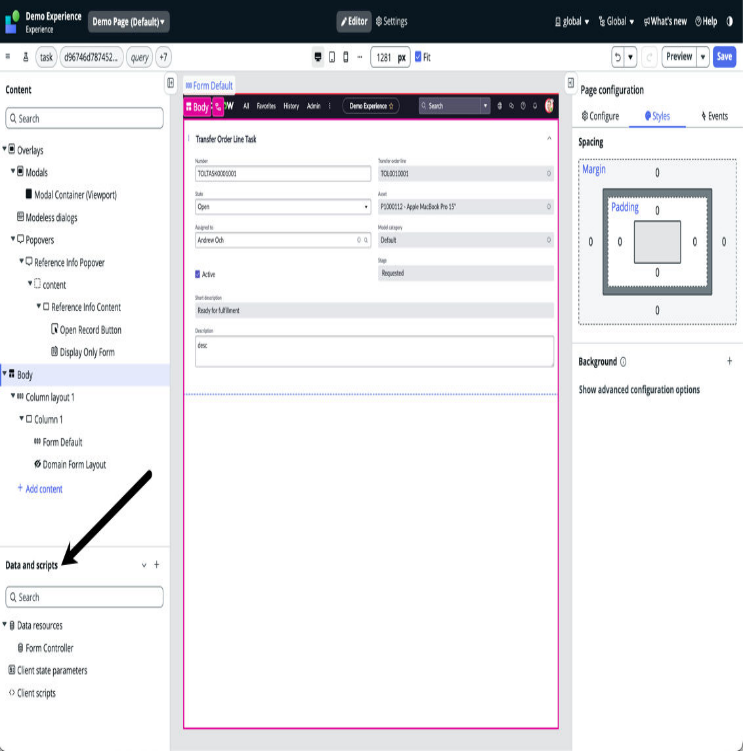 Demo Experience
Experience
Demo Page (Default)
Editor
Settings
global
Global
What's new
Help
task
d96746d787452...
query
+7
1281 px
Fit
Preview
Save
Content
Search
Overlays
Modals
Modal Container (Viewport)
Modeless dialogs
Popovers
Reference Info Popover
content
Reference Info Content
Open Record Button
Display Only Form
Body
Column layout 1
Column 1
Form Default
Domain Form Layout
+ Add content
Data and scripts
Search
Data resources
Form Controller
Client state parameters
Client scripts
Form Default
Body
All
Favorites
History
Admin
Demo Experience
Search
Transfer Order Line Task
Number
TOLTASK0001001
Transfer order line
TOL0010001
State
Open
Asset
P1000112 - Apple MacBook Pro 15"
Assigned to
Andrew Och
Model category
Default
Active
Stage
Requested
Short description
Ready for fulfillment
Description
desc
Page configuration
Configure
Styles
Events
Spacing
Margin
0
Padding
0
0
0
0
0
0
0
Background
Show advanced configuration options